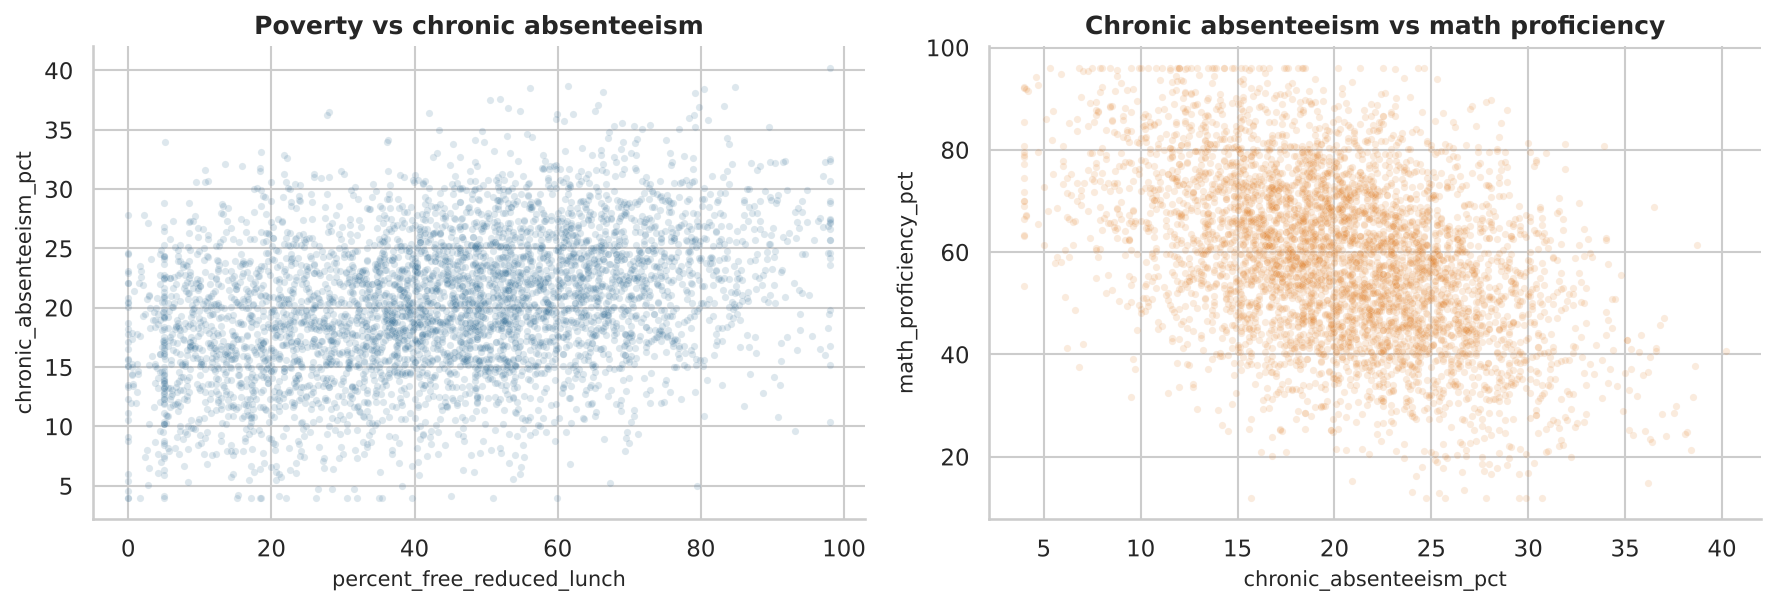 Poverty vs chronic absenteeism
40
35
30
25
20
15
10
5
chronic_absenteeism_pct
0 20 40 60 80 100
percent_free_reduced_lunch
Chronic absenteeism vs math proficiency
100
80
60
40
20
math_proficiency_pct
5 10 15 20 25 30 35 40
chronic_absenteeism_pct